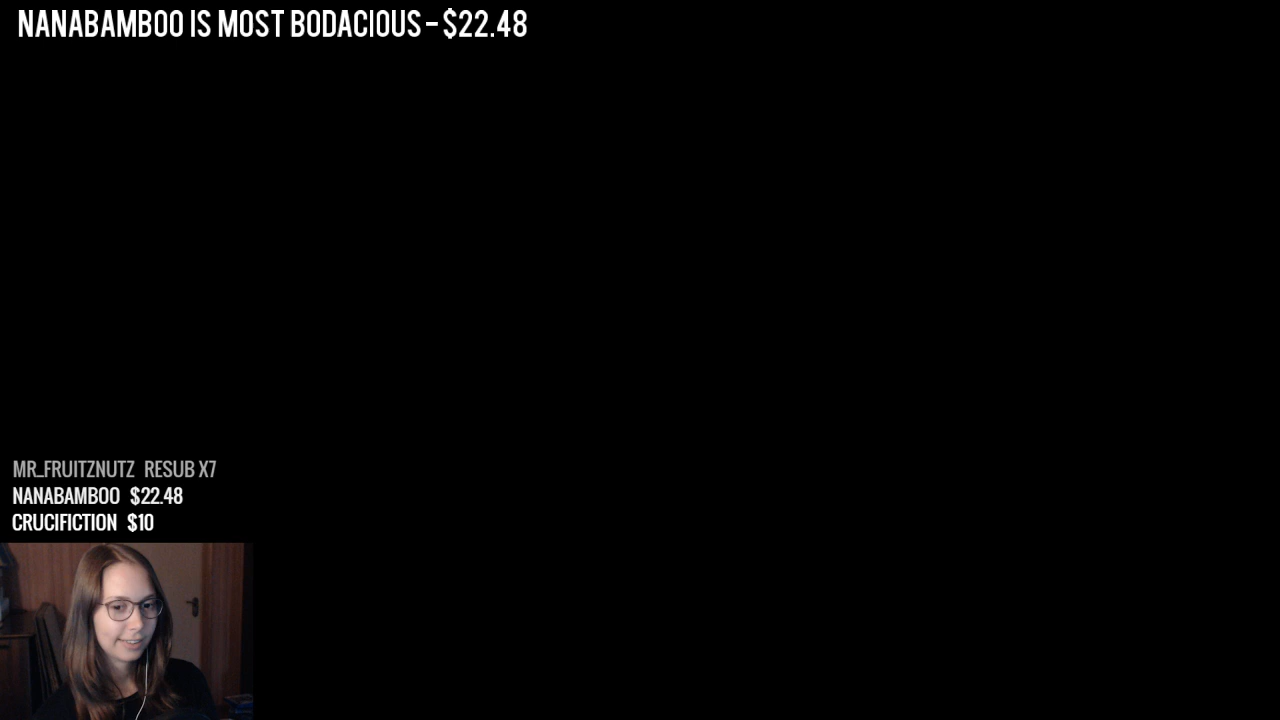 NANABAMBOO IS MOST BODACIOUS - $22.48
MR_FRUITZNUTZ RESUB X7
NANABAMBOO $22.48
CRUCIFICTION $10